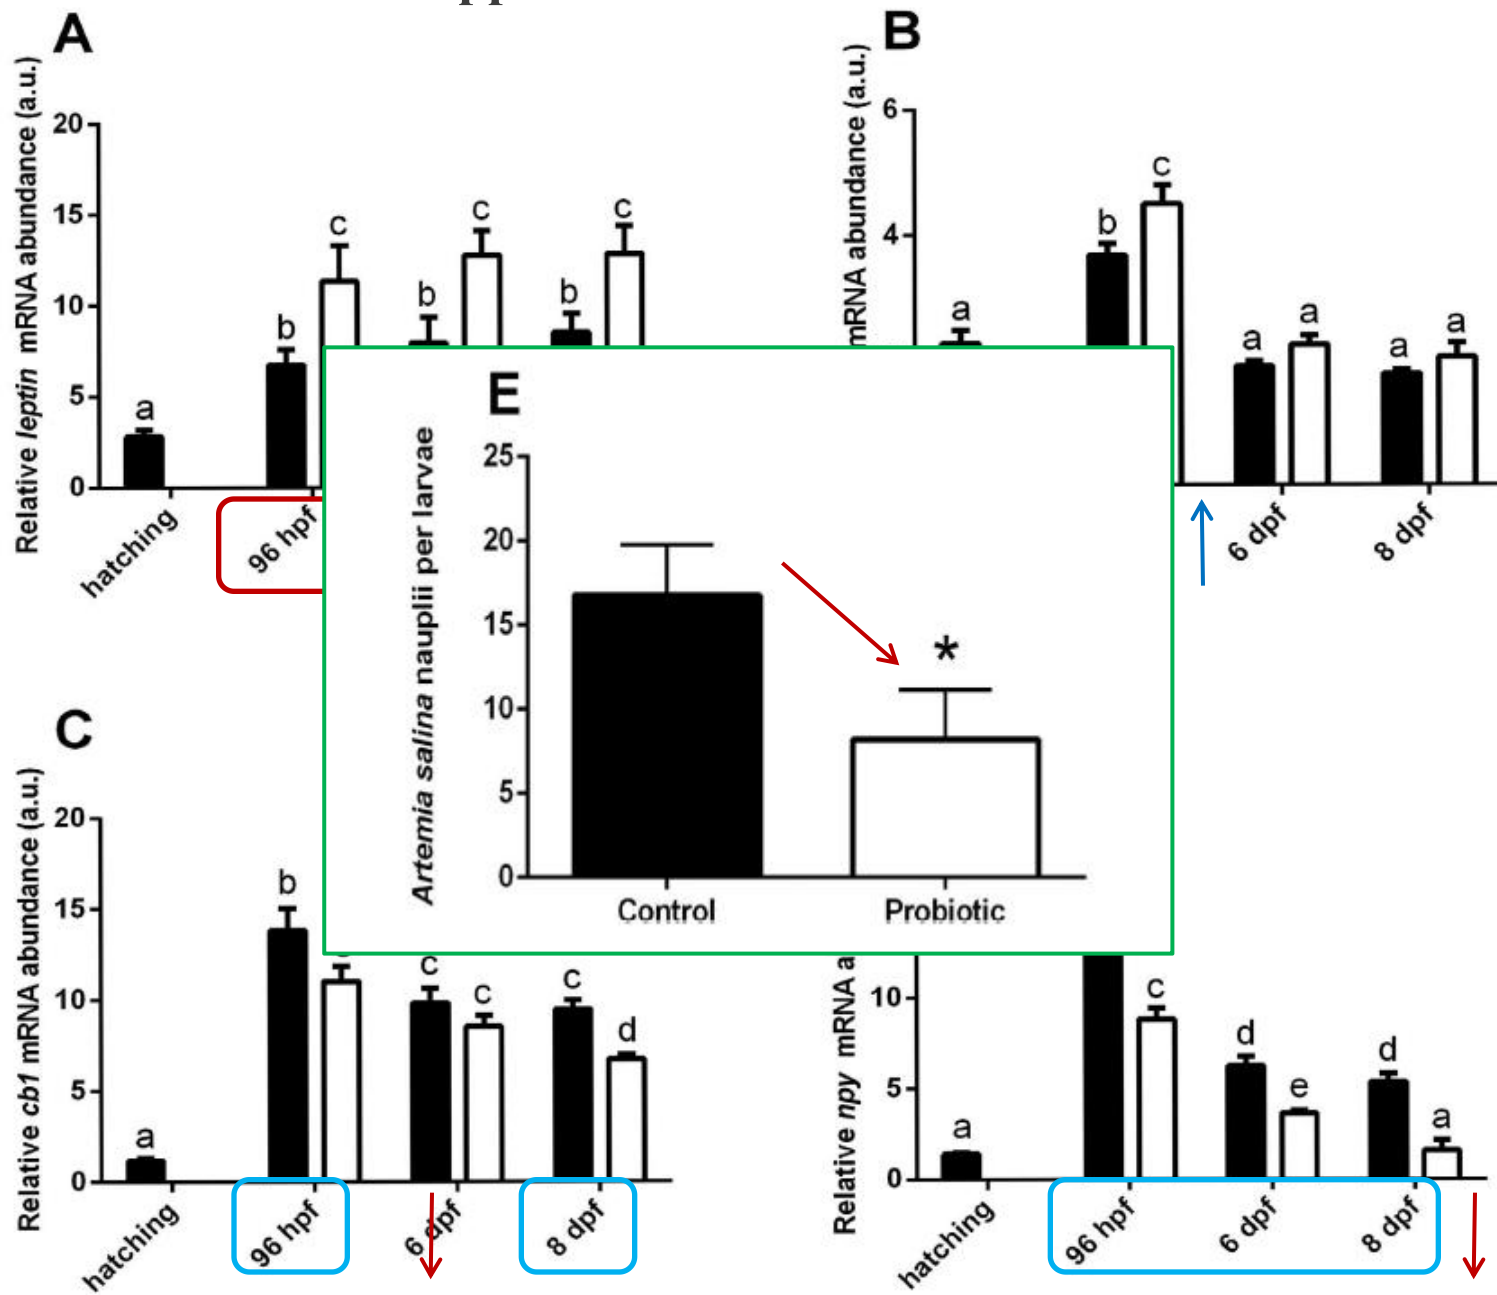 A
Relative leptin mRNA abundance (a.u.)
20
15
10
5
0
a
b
c
b
c
b
c
hatching
96 hpf
B
mRNA abundance (a.u.)
6
4
a
b
c
a
a
a
a
6 dpf
8 dpf
E
Artemia salina nauplii per larvae
25
20
15
10
5
0
*
Control
Probiotic
C
Relative cb1 mRNA abundance (a.u.)
20
15
10
5
0
a
b
c
c
c
d
hatching
96 hpf
6 dpf
8 dpf
Relative npy mRNA a
10
5
0
a
c
d
e
d
a
hatching
96 hpf
6 dpf
8 dpf